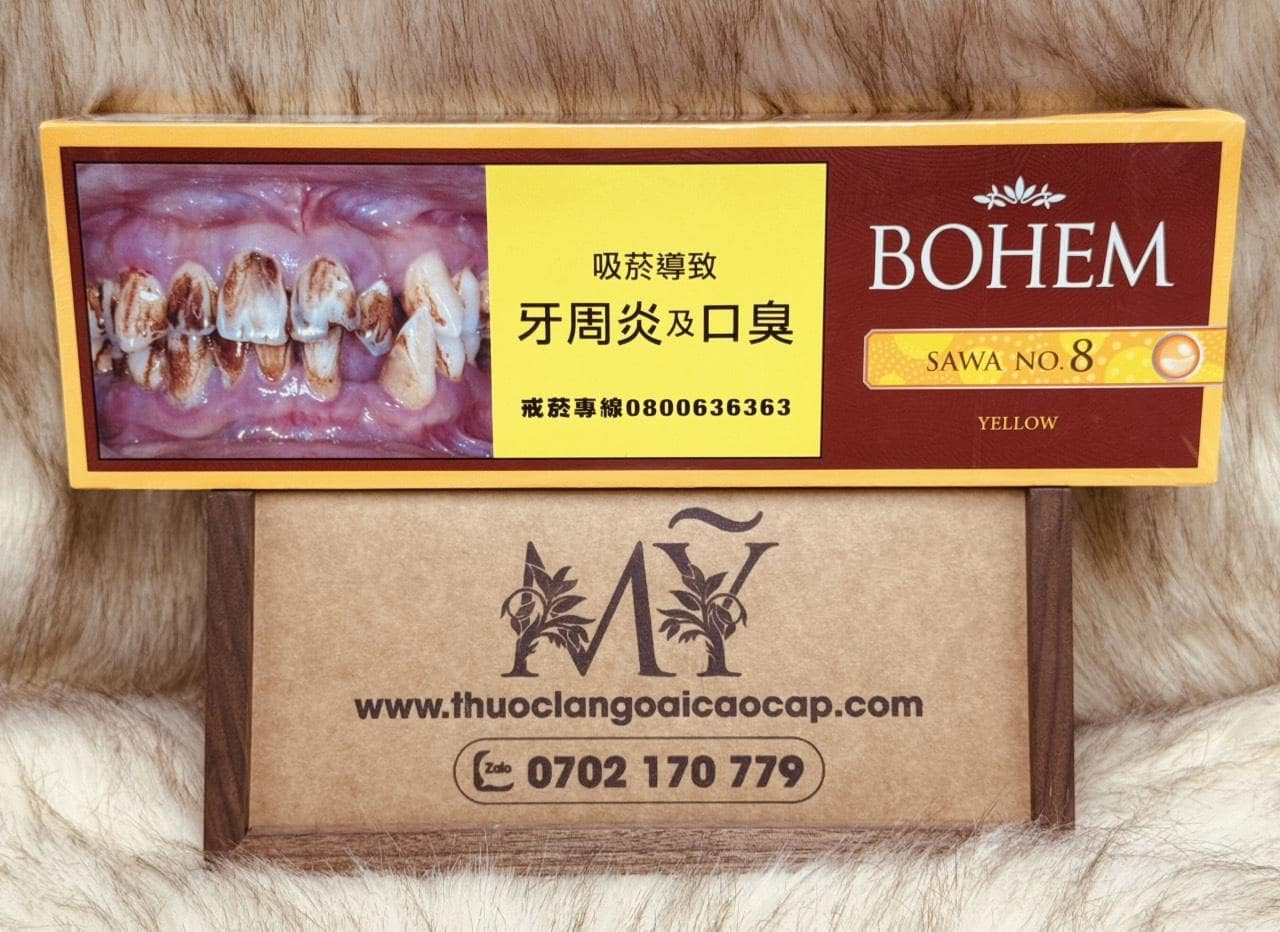 吸菸導致
牙周炎及口臭
戒菸專線0800636363
BOHEM
SAWA NO.8
YELLOW
MỸ
www.thuoclangoaicaocap.com
Zalo 0702 170 779